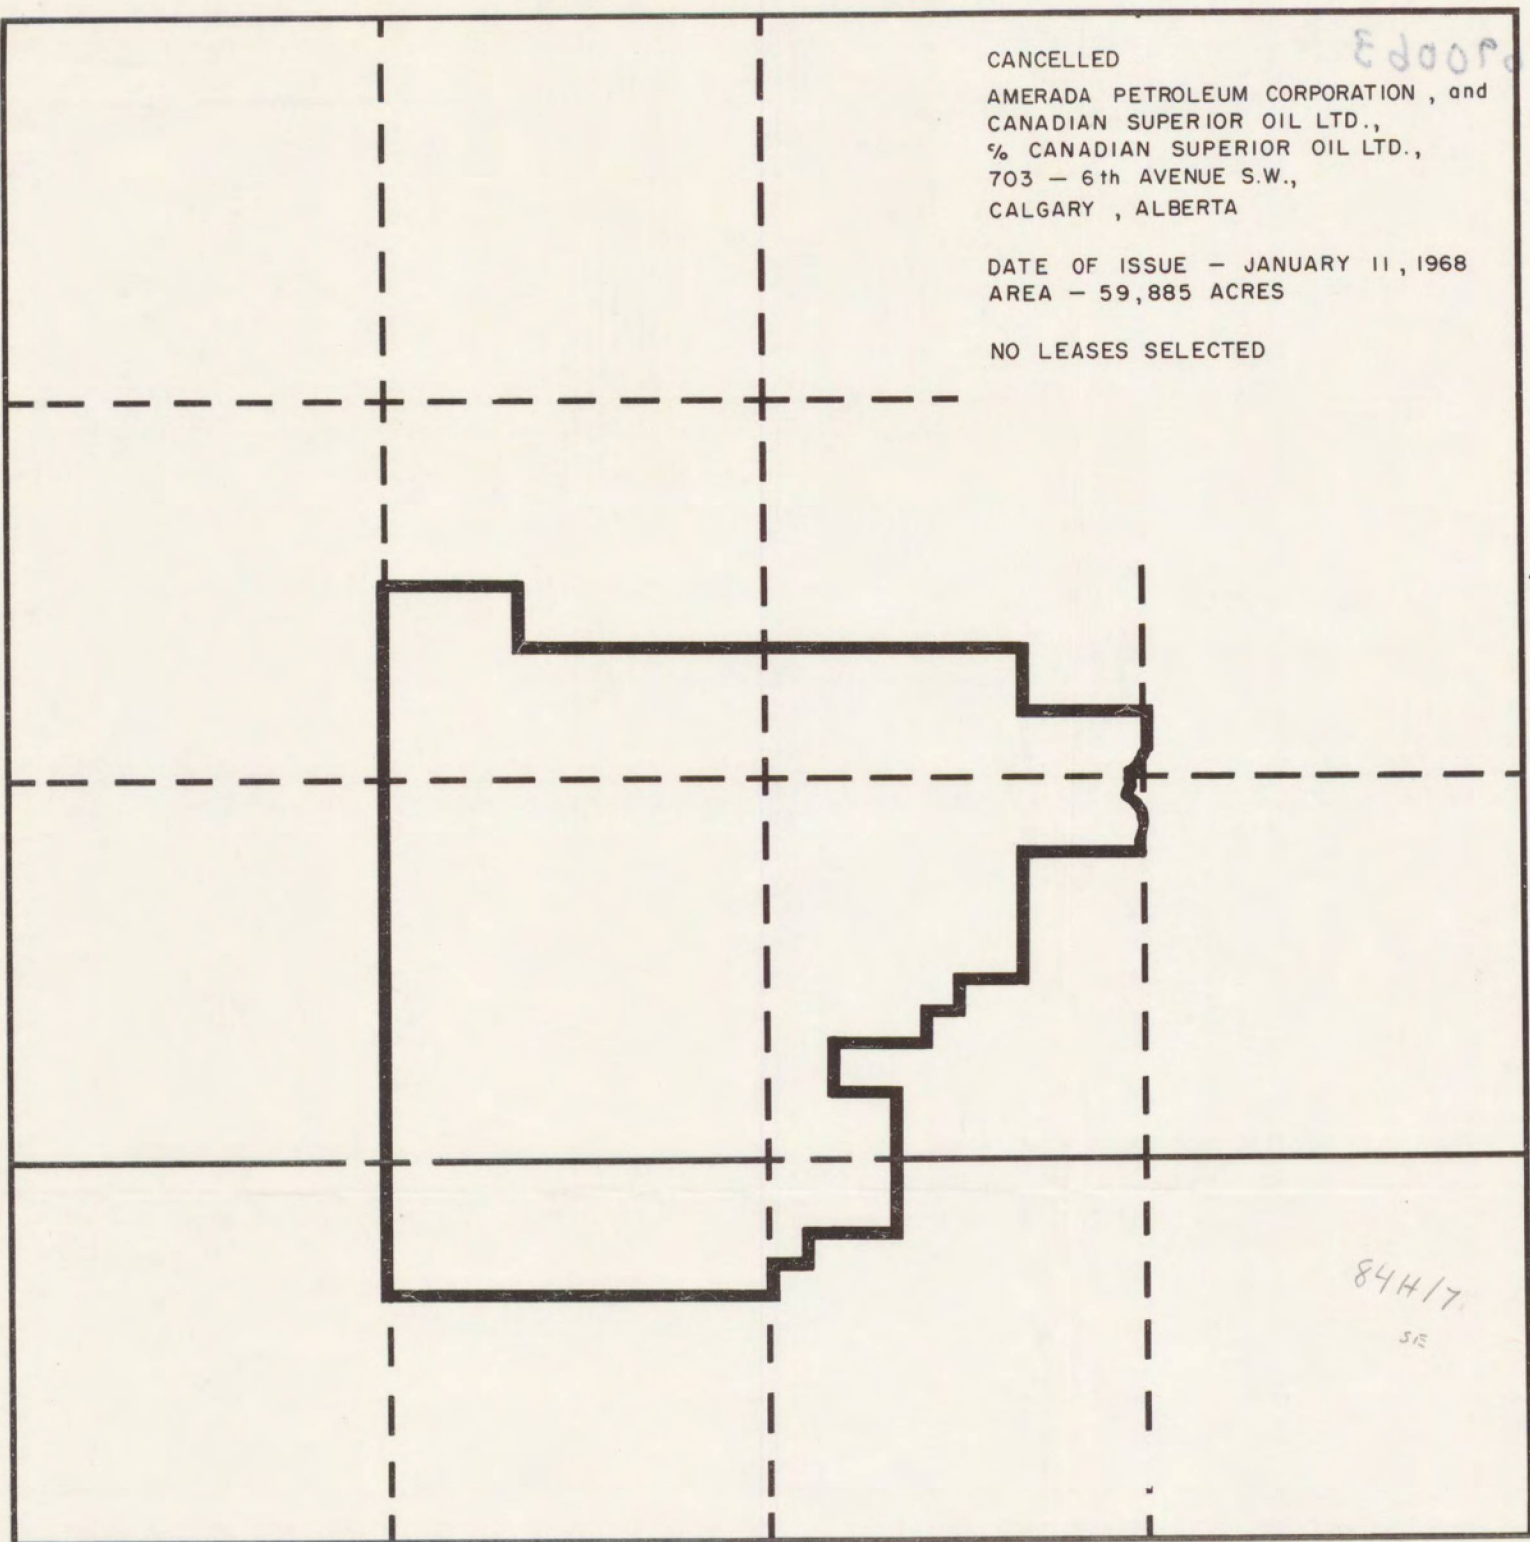 CANCELLED
AMERADA PETROLEUM CORPORATION , and
CANADIAN SUPERIOR OIL LTD.,
℅ CANADIAN SUPERIOR OIL LTD.,
703 — 6th AVENUE S.W.,
CALGARY , ALBERTA
DATE OF ISSUE — JANUARY 11 , 1968
AREA — 59,885 ACRES
NO LEASES SELECTED
84H/7
SE